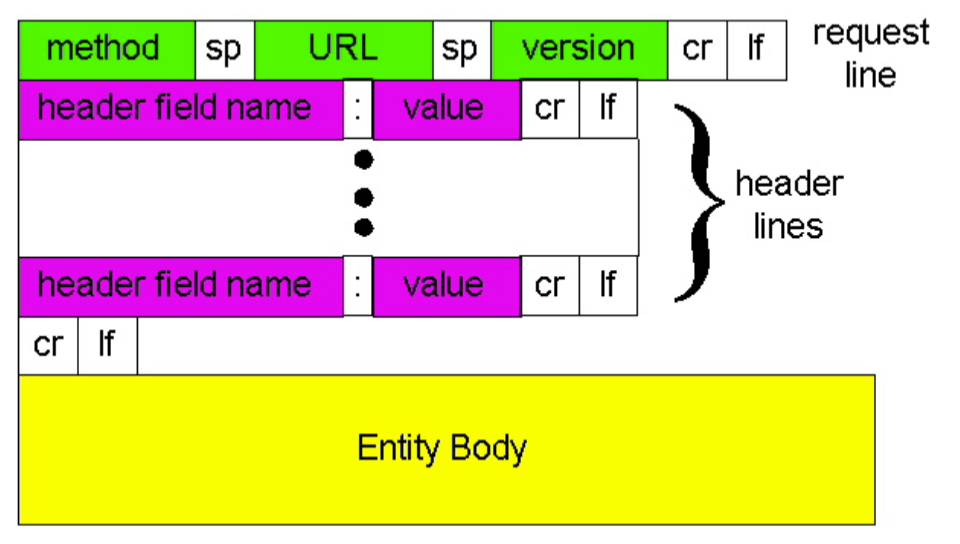 method sp URL sp version cr lf
request
line
header field name : value cr lf
header
lines
header field name : value cr lf
cr lf
Entity Body